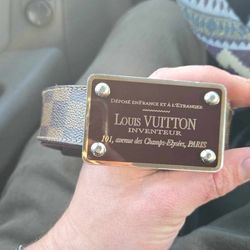 DÉPOSÉ EN FRANCE ET À L'ÉTRANGER
LOUIS VUITTON
INVENTEUR
101, avenue des Champs-Elysées, PARIS